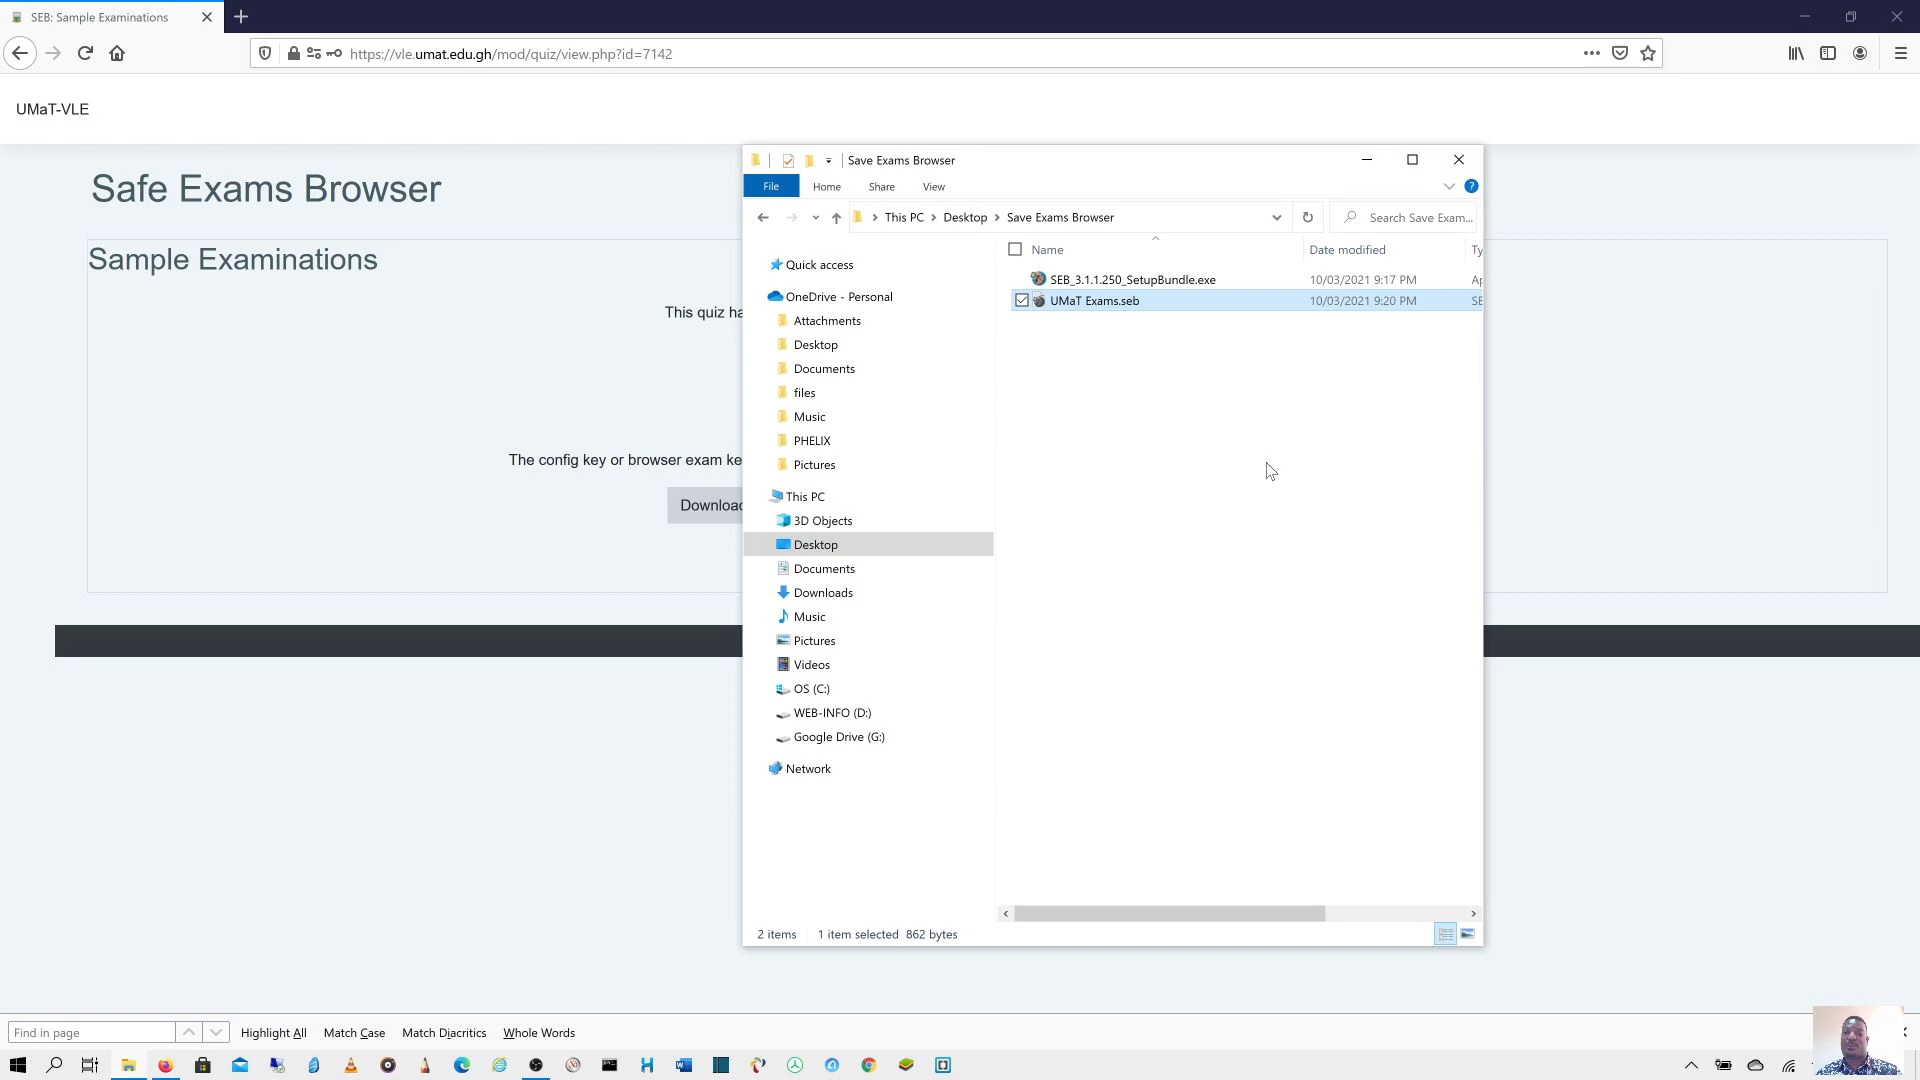 SEB: Sample Examinations
https://vle.umat.edu.gh/mod/quiz/view.php?id=7142
UMaT-VLE
Safe Exams Browser
Sample Examinations
This quiz ha
The config key or browser exam ke
Download
Save Exams Browser
File Home Share View
This PC Desktop Save Exams Browser
Search Save Exam...
Name Date modified Ty
SEB_3.1.1.250_SetupBundle.exe 10/03/2021 9:17 PM Ap
UMaT Exams.seb 10/03/2021 9:20 PM SE
Quick access
OneDrive - Personal
Attachments
Desktop
Documents
files
Music
PHELIX
Pictures
This PC
3D Objects
Desktop
Documents
Downloads
Music
Pictures
Videos
OS (C:)
WEB-INFO (D:)
Google Drive (G:)
Network
2 items 1 item selected 862 bytes
Find in page Highlight All Match Case Match Diacritics Whole Words